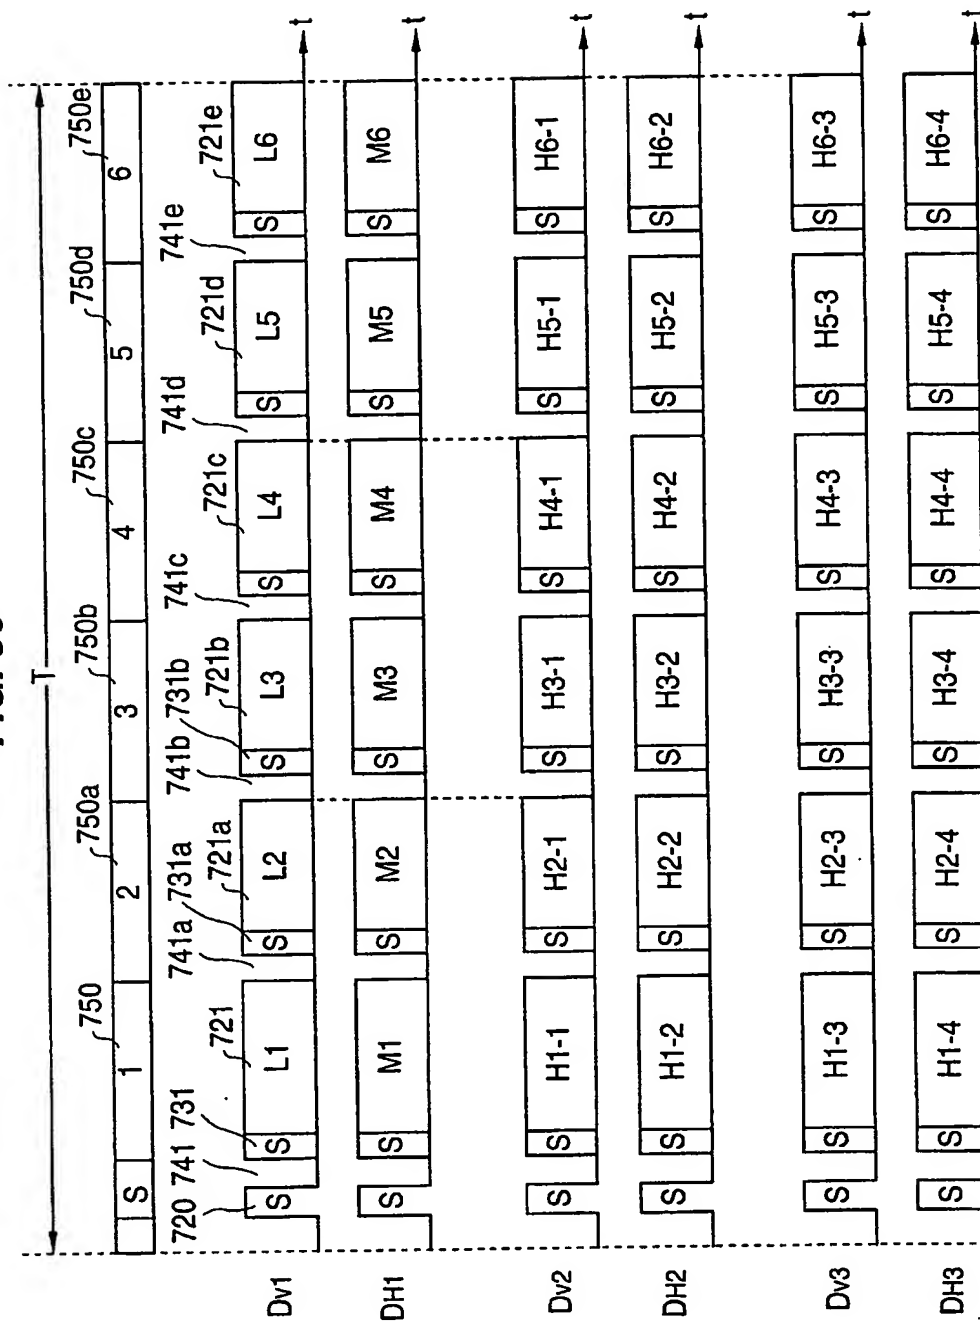 T
S 1 2 3 4 5 6
750 750a 750b 750c 750d 750e
720 741 731 721 741a 731a 721a 741b 731b 721b 741c 721c 741d 721d 741e 721e
Dv1 S S L1 S L2 S L3 S L4 S L5 S L6 t
DH1 S S M1 S M2 S M3 S M4 S M5 S M6 t
Dv2 S S H1-1 S H2-1 S H3-1 S H4-1 S H5-1 S H6-1 t
DH2 S S H1-2 S H2-2 S H3-2 S H4-2 S H5-2 S H6-2 t
Dv3 S S H1-3 S H2-3 S H3-3 S H4-3 S H5-3 S H6-3 t
DH3 S S H1-4 S H2-4 S H3-4 S H4-4 S H5-4 S H6-4 t